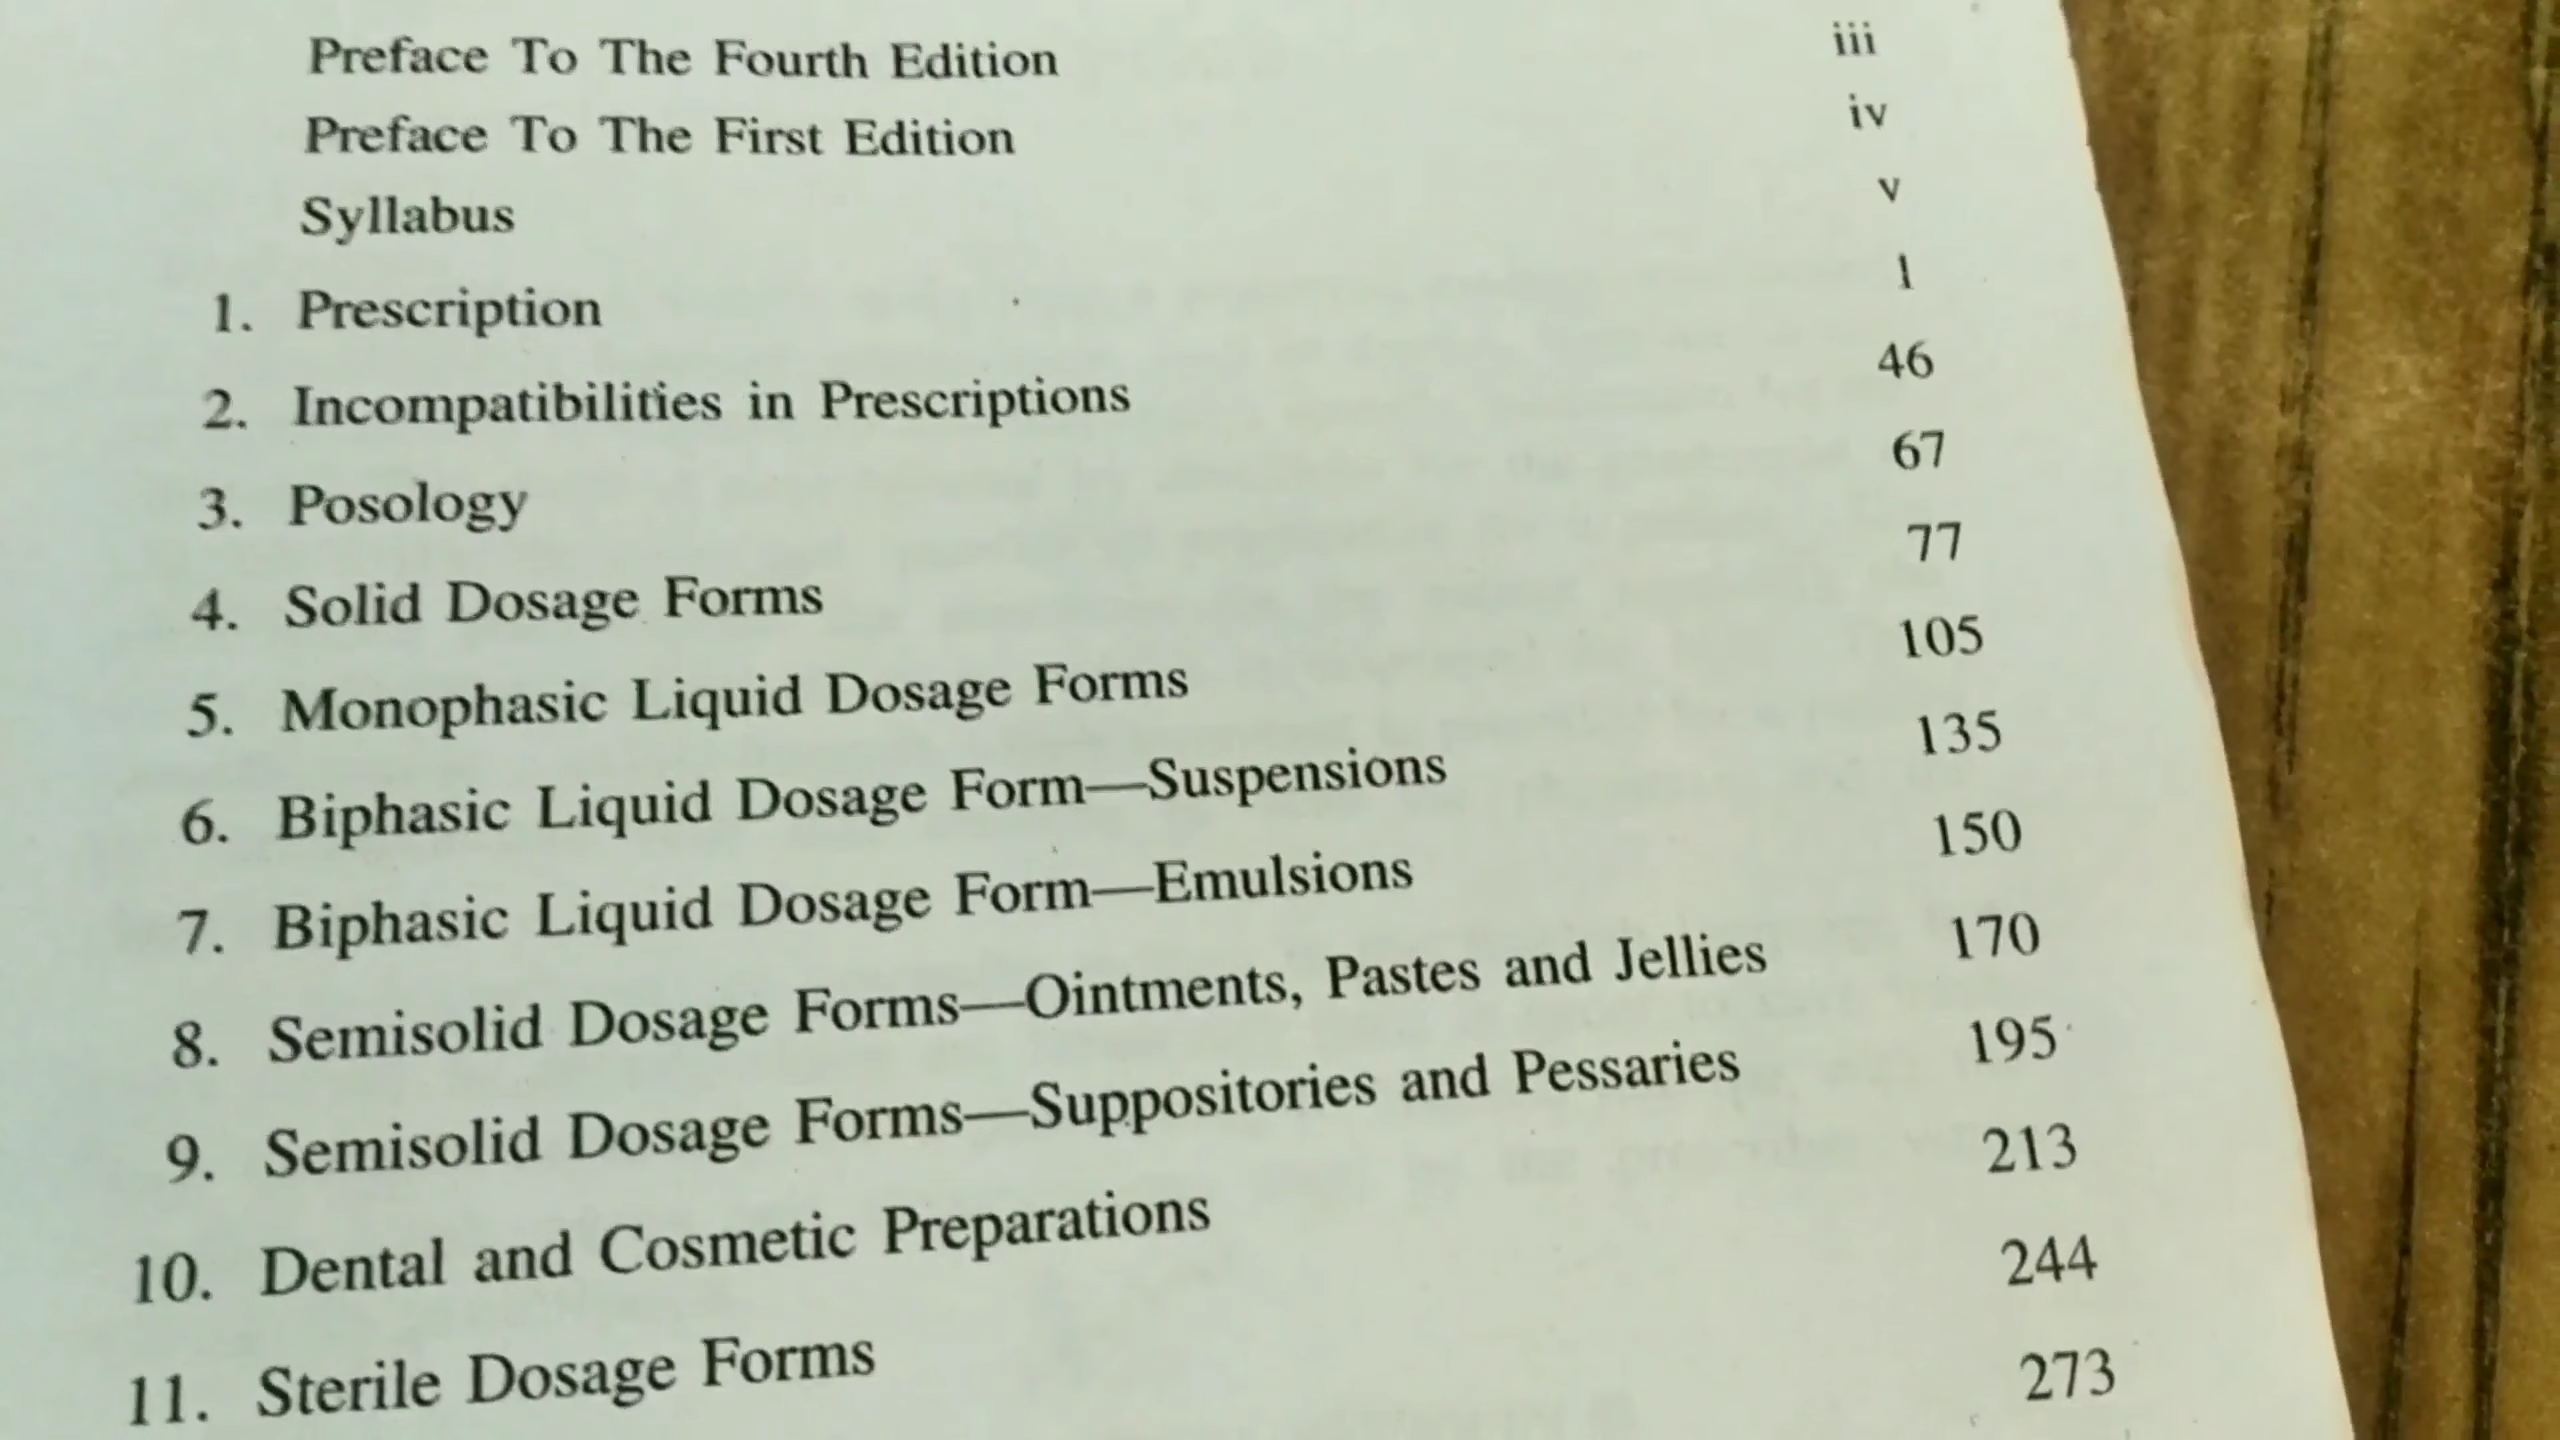 Preface To The Fourth Edition iii
Preface To The First Edition iv
Syllabus v
1. Prescription 1
2. Incompatibilities in Prescriptions 46
3. Posology 67
4. Solid Dosage Forms 77
5. Monophasic Liquid Dosage Forms 105
6. Biphasic Liquid Dosage Form—Suspensions 135
7. Biphasic Liquid Dosage Form—Emulsions 150
8. Semisolid Dosage Forms—Ointments, Pastes and Jellies 170
9. Semisolid Dosage Forms—Suppositories and Pessaries 195
10. Dental and Cosmetic Preparations 213
11. Sterile Dosage Forms 244
273